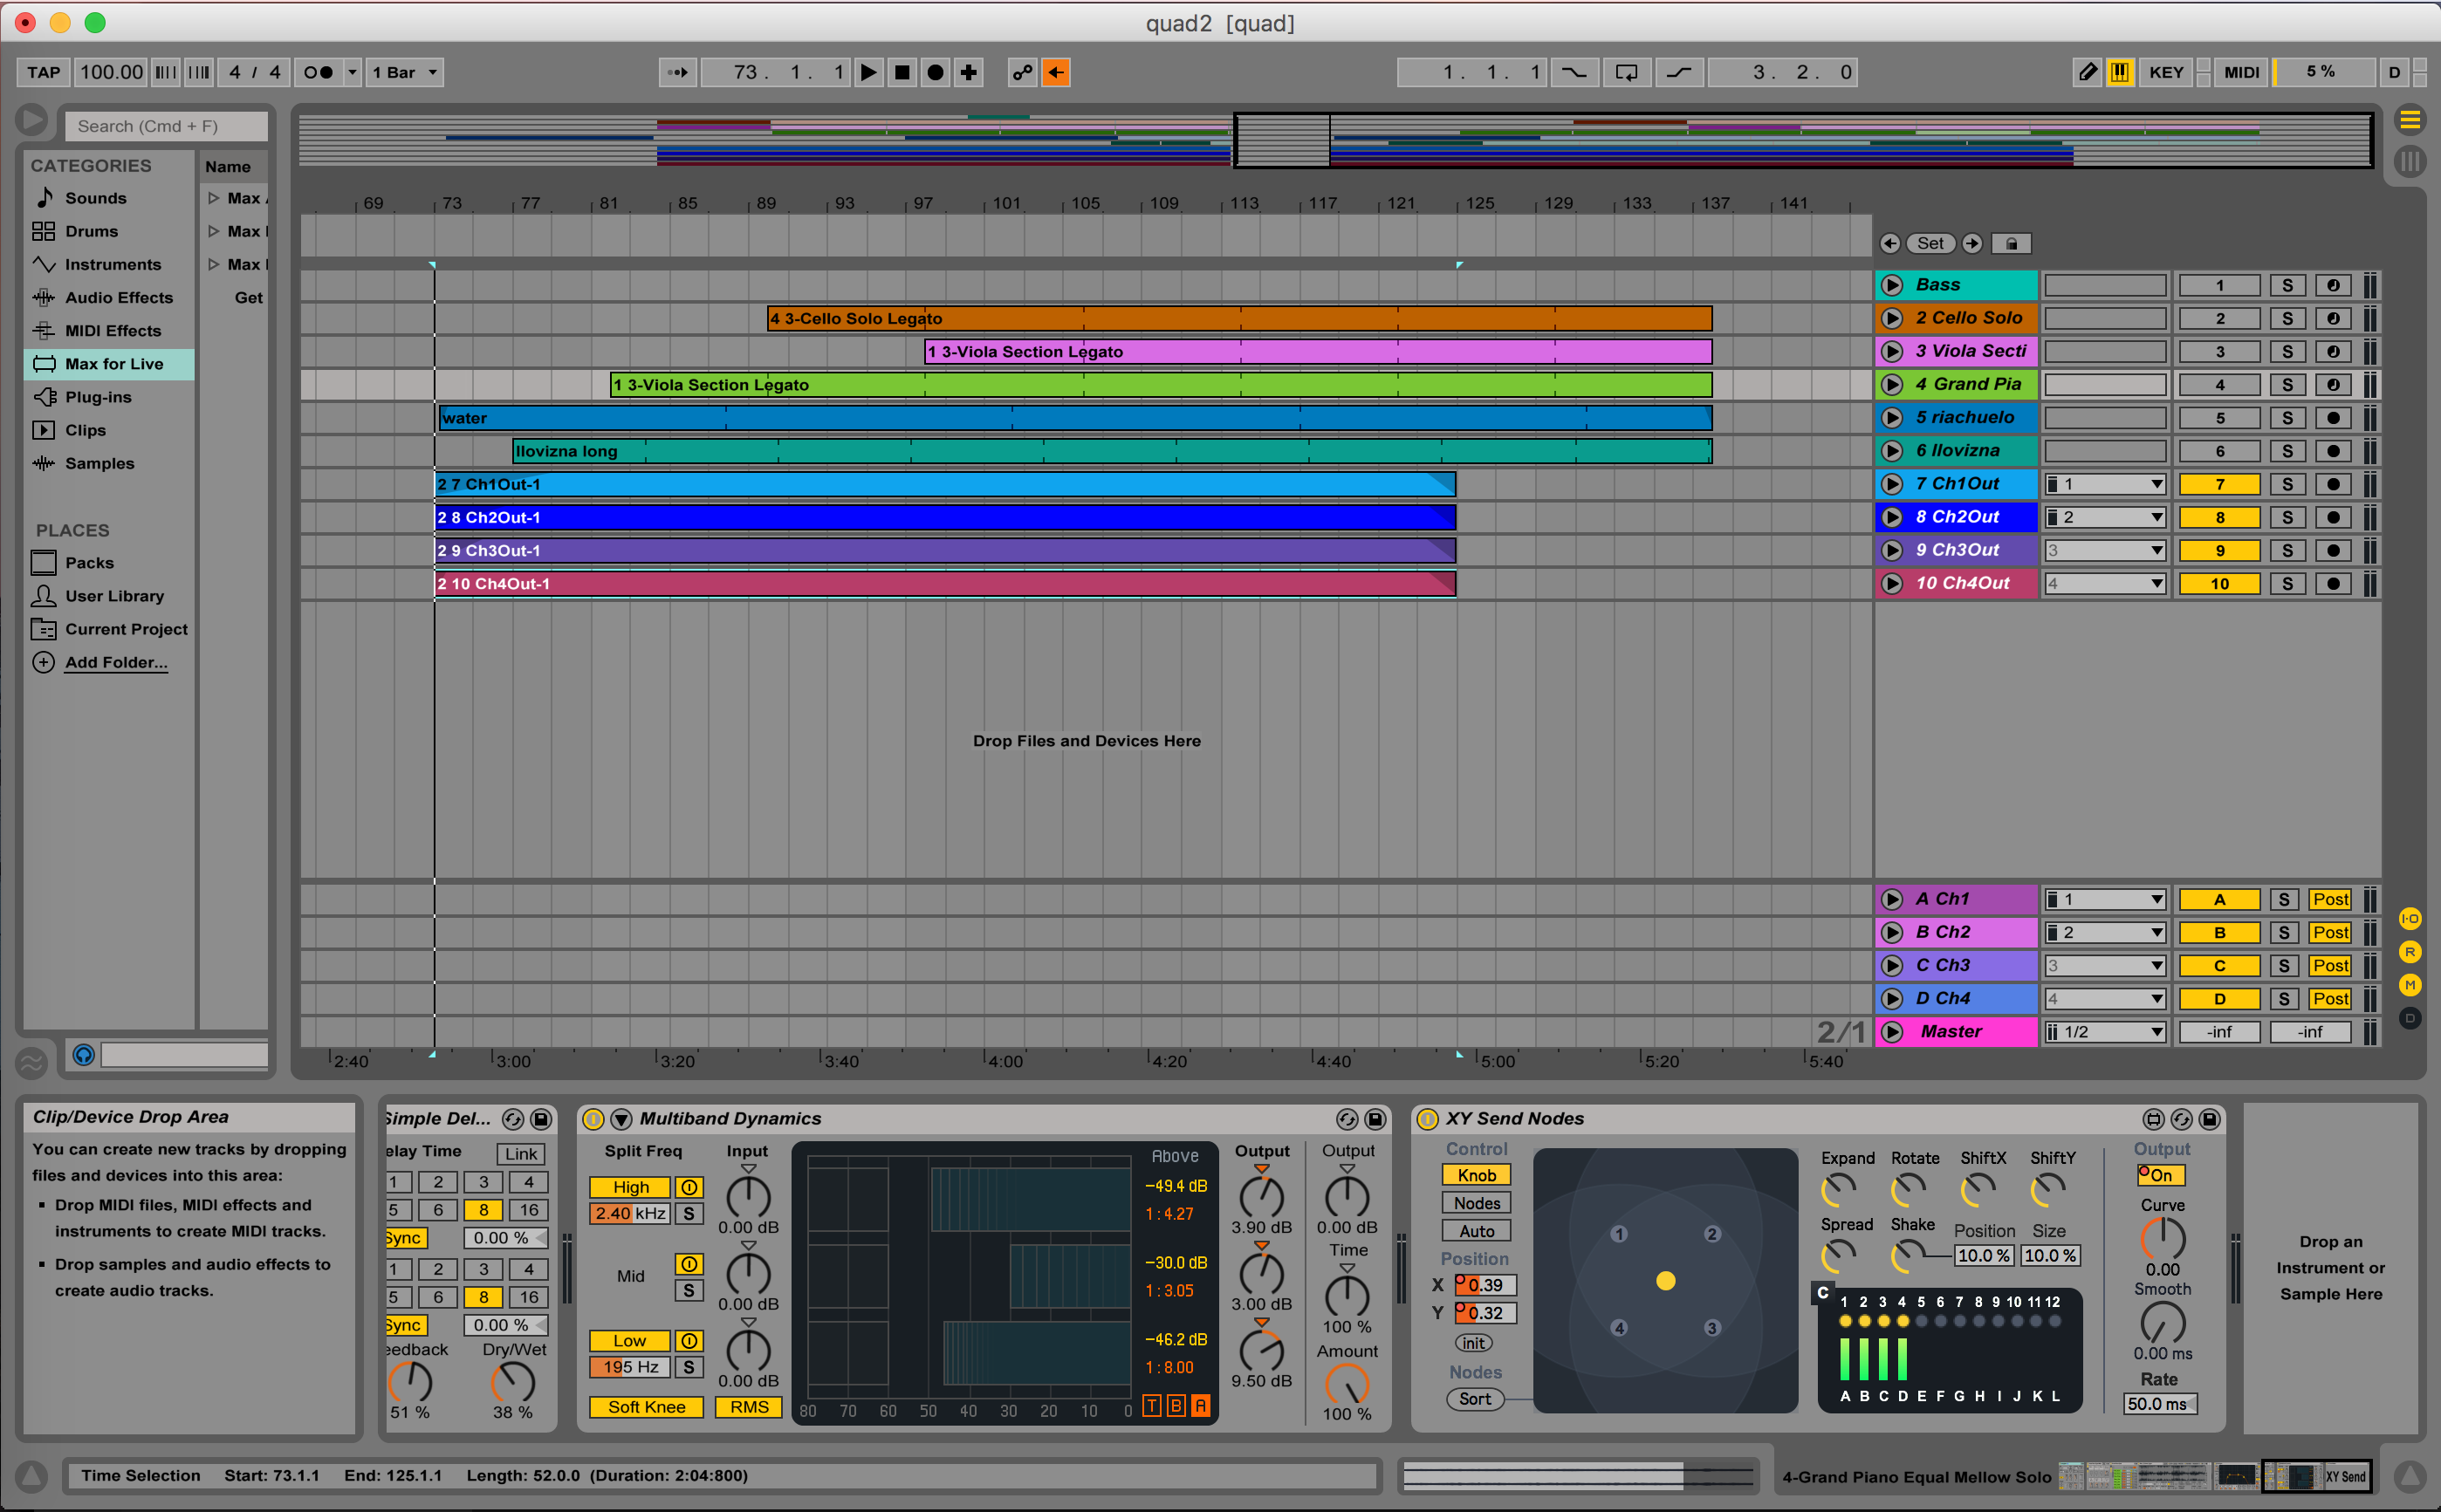 quad2 [quad]
TAP 100.00 4 / 4 1 Bar 73. 1. 1 1. 1. 1 3. 2. 0 KEY MIDI 5 % D
Search (Cmd + F)
CATEGORIES
Sounds
Drums
Instruments
Audio Effects
MIDI Effects
Max for Live
Plug-ins
Clips
Samples
PLACES
Packs
User Library
Current Project
Add Folder...
Name
Max
Max
Max
Get
69 73 77 81 85 89 93 97 101 105 109 113 117 121 125 129 133 137 141
Set
Bass 1 S
4 3-Cello Solo Legato 2 Cello Solo 2 S
1 3-Viola Section Legato 3 Viola Secti 3 S
1 3-Viola Section Legato 4 Grand Pia 4 S
water 5 riachuelo 5 S
llovizna long 6 llovizna 6 S
2 7 Ch1Out-1 7 Ch1Out 1 7 S
2 8 Ch2Out-1 8 Ch2Out 2 8 S
2 9 Ch3Out-1 9 Ch3Out 3 9 S
2 10 Ch4Out-1 10 Ch4Out 4 10 S
Drop Files and Devices Here
A Ch1 1 A S Post
B Ch2 2 B S Post
C Ch3 3 C S Post
D Ch4 4 D S Post
2/1 Master 1/2 -inf -inf
I·O
R
M
D
2:40 3:00 3:20 3:40 4:00 4:20 4:40 5:00 5:20 5:40
Clip/Device Drop Area
You can create new tracks by dropping
files and devices into this area:
▪ Drop MIDI files, MIDI effects and
instruments to create MIDI tracks.
▪ Drop samples and audio effects to
create audio tracks.
Simple Del...
elay Time Link
1 2 3 4
5 6 8 16
Sync 0.00 %
1 2 3 4
5 6 8 16
Sync 0.00 %
eedback Dry/Wet
51 % 38 %
Multiband Dynamics
Split Freq Input Above Output Output
High
2.40 kHz S 0.00 dB -49.4 dB 1:4.27 3.90 dB 0.00 dB
Time
Mid S 0.00 dB -30.0 dB 1:3.05 3.00 dB 100 %
Low
195 Hz S 0.00 dB -46.2 dB 1:8.00 9.50 dB
Amount
100 %
Soft Knee RMS 80 70 60 50 40 30 20 10 0 T B A
XY Send Nodes
Control
Knob
Nodes
Auto
Position
X 0.39
Y 0.32
init
Nodes
Sort
1 2
4 3
Expand Rotate ShiftX ShiftY
Spread Shake Position Size
10.0 % 10.0 %
C
1 2 3 4 5 6 7 8 9 10 11 12
A B C D E F G H I J K L
Output
On
Curve
0.00
Smooth
0.00 ms
Rate
50.0 ms
Drop an
Instrument or
Sample Here
Time Selection Start: 73.1.1 End: 125.1.1 Length: 52.0.0 (Duration: 2:04:800)
4-Grand Piano Equal Mellow Solo
XY Send